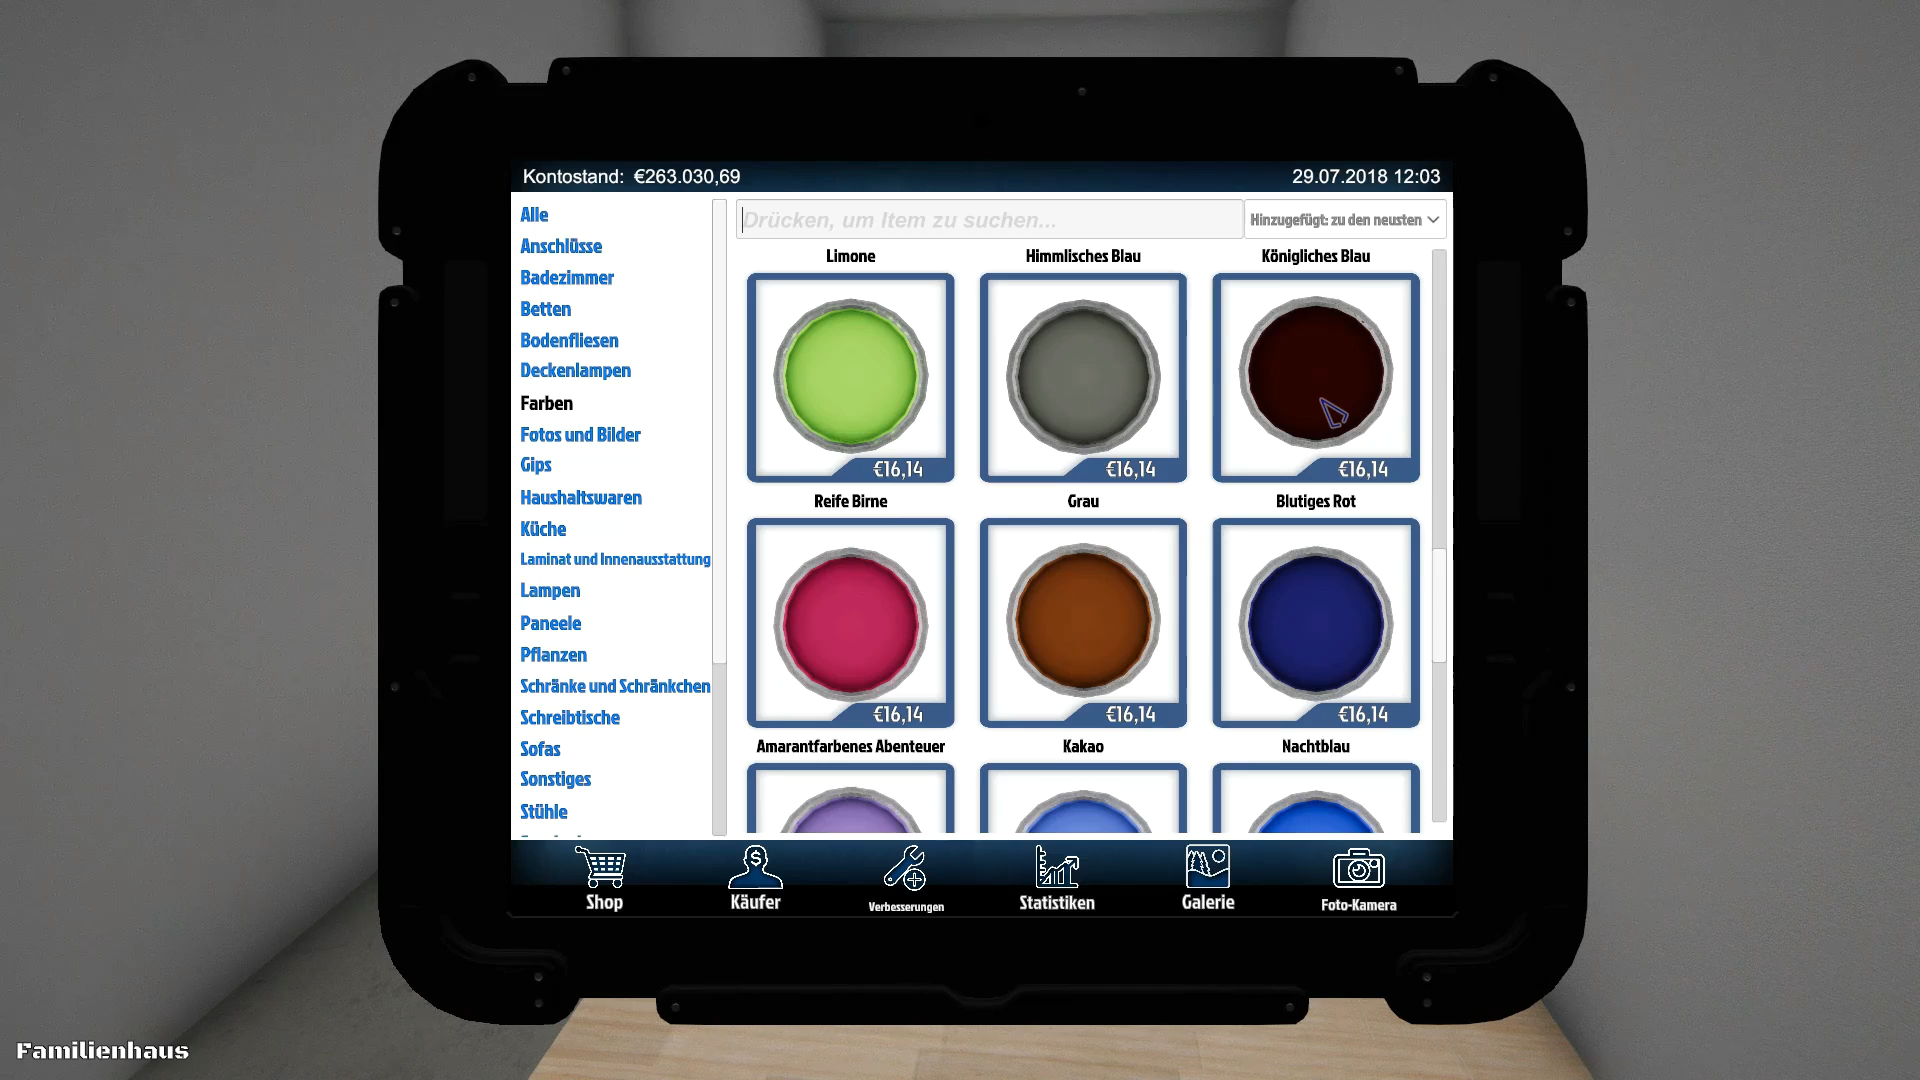 Kontostand: €263.030,69
29.07.2018 12:03
Alle
Anschlüsse
Badezimmer
Betten
Bodenfliesen
Deckenlampen
Farben
Fotos und Bilder
Gips
Haushaltswaren
Küche
Laminat und Innenausstattung
Lampen
Paneele
Pflanzen
Schränke und Schränkchen
Schreibtische
Sofas
Sonstiges
Stühle
Drücken, um Item zu suchen...
Hinzugefügt: zu den neusten
Limone
Himmlisches Blau
Königliches Blau
€16,14
€16,14
€16,14
Reife Birne
Grau
Blutiges Rot
€16,14
€16,14
€16,14
Amarantfarbenes Abenteuer
Kakao
Nachtblau
Shop
Käufer
Verbesserungen
Statistiken
Galerie
Foto-Kamera
Familienhaus